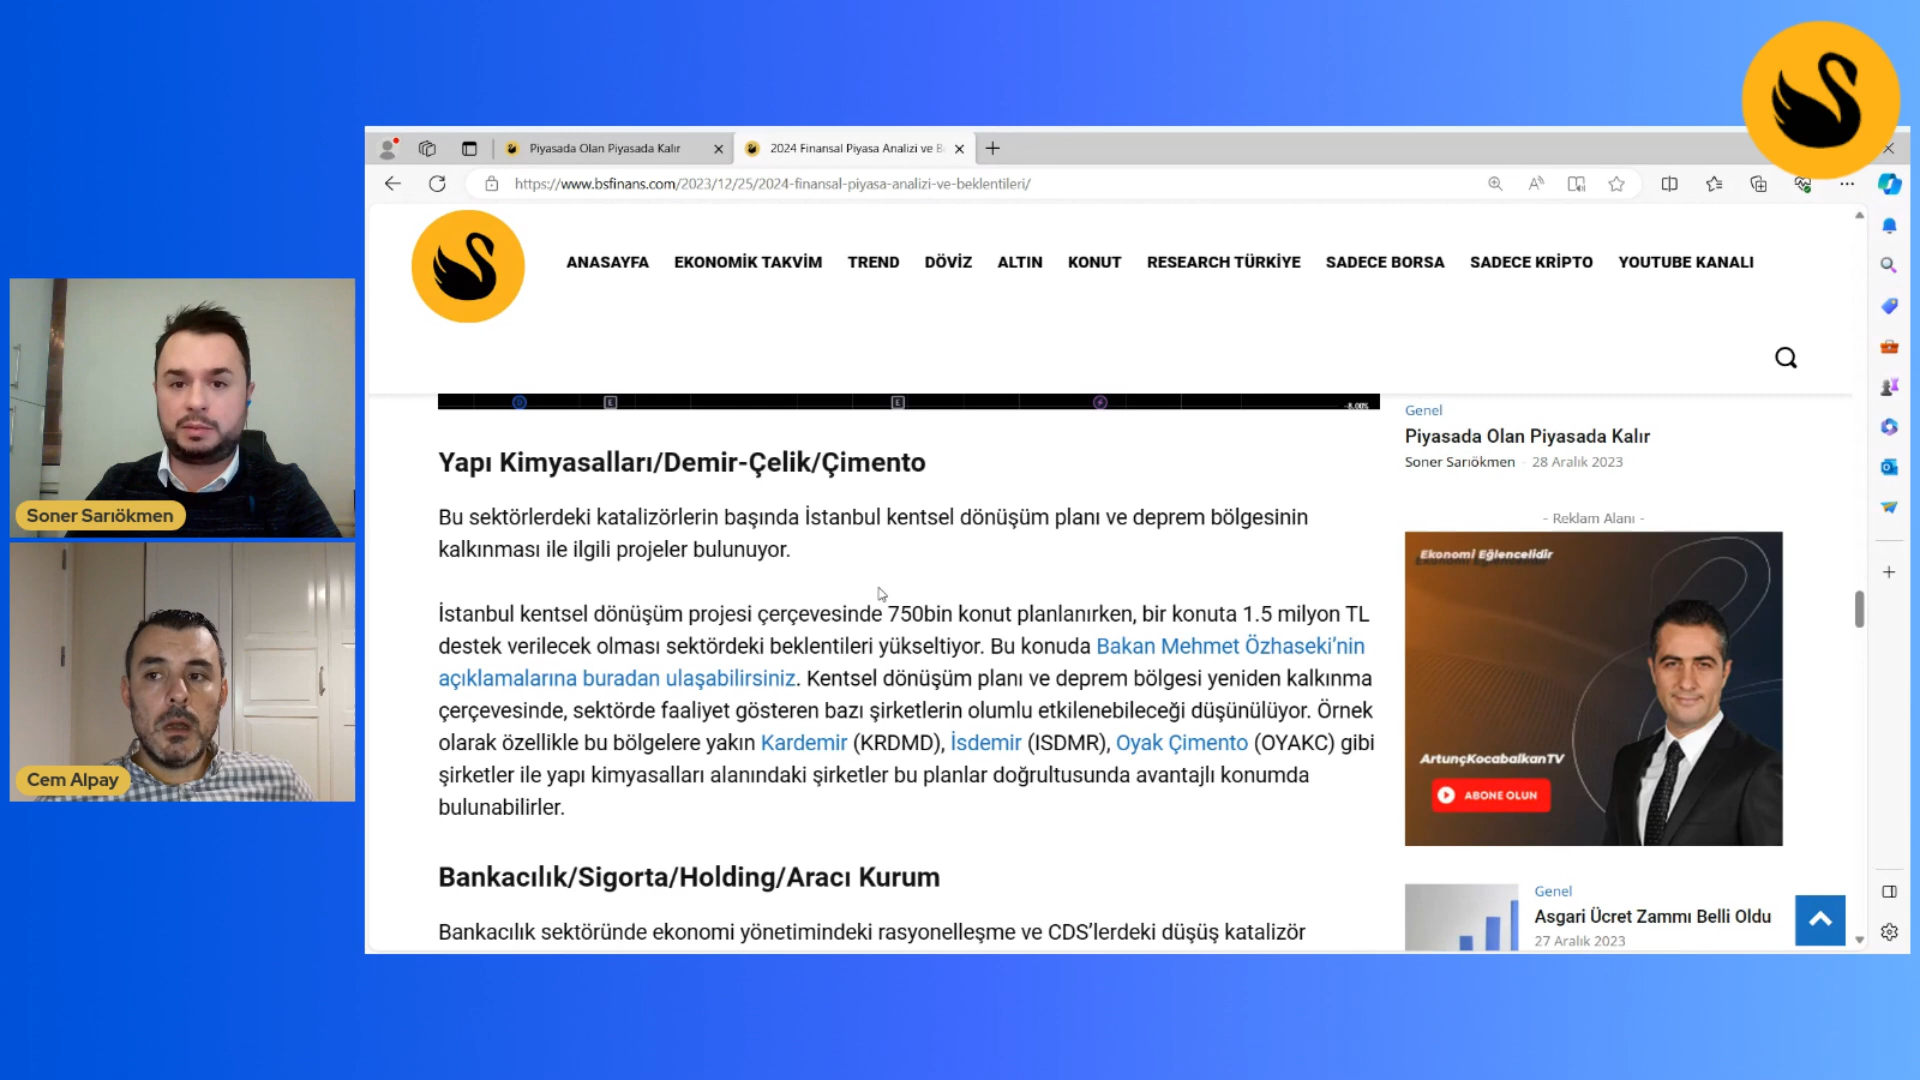 Piyasada Olan Piyasada Kalır
2024 Finansal Piyasa Analizi ve B
https://www.bsfinans.com/2023/12/25/2024-finansal-piyasa-analizi-ve-beklentileri/
ANASAYFA EKONOMİK TAKVİM TREND DÖVİZ ALTIN KONUT RESEARCH TÜRKİYE SADECE BORSA SADECE KRİPTO YOUTUBE KANALI
D E E -8.00%
Yapı Kimyasalları/Demir-Çelik/Çimento
Bu sektörlerdeki katalizörlerin başında İstanbul kentsel dönüşüm planı ve deprem bölgesinin
kalkınması ile ilgili projeler bulunuyor.
İstanbul kentsel dönüşüm projesi çerçevesinde 750bin konut planlanırken, bir konuta 1.5 milyon TL
destek verilecek olması sektördeki beklentileri yükseltiyor. Bu konuda Bakan Mehmet Özhaseki’nin
açıklamalarına buradan ulaşabilirsiniz. Kentsel dönüşüm planı ve deprem bölgesi yeniden kalkınma
çerçevesinde, sektörde faaliyet gösteren bazı şirketlerin olumlu etkilenebileceği düşünülüyor. Örnek
olarak özellikle bu bölgelere yakın Kardemir (KRDMD), İsdemir (ISDMR), Oyak Çimento (OYAKC) gibi
şirketler ile yapı kimyasalları alanındaki şirketler bu planlar doğrultusunda avantajlı konumda
bulunabilirler.
Bankacılık/Sigorta/Holding/Aracı Kurum
Bankacılık sektöründe ekonomi yönetimindeki rasyonelleşme ve CDS’lerdeki düşüş katalizör
Genel
Piyasada Olan Piyasada Kalır
Soner Sarıökmen - 28 Aralık 2023
- Reklam Alanı -
Ekonomi Eğlencelidir
ArtunçKocabalkanTV
ABONE OLUN
Genel
Asgari Ücret Zammı Belli Oldu
27 Aralık 2023
Soner Sarıökmen
Cem Alpay